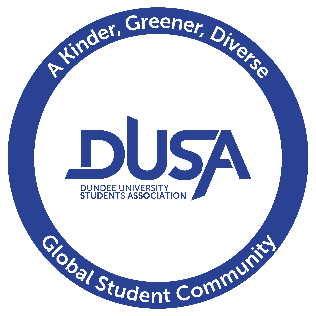 A Kinder, Greener, Diverse
DUSA
DUNDEE UNIVERSITY
STUDENTS ASSOCIATION
Global Student Community